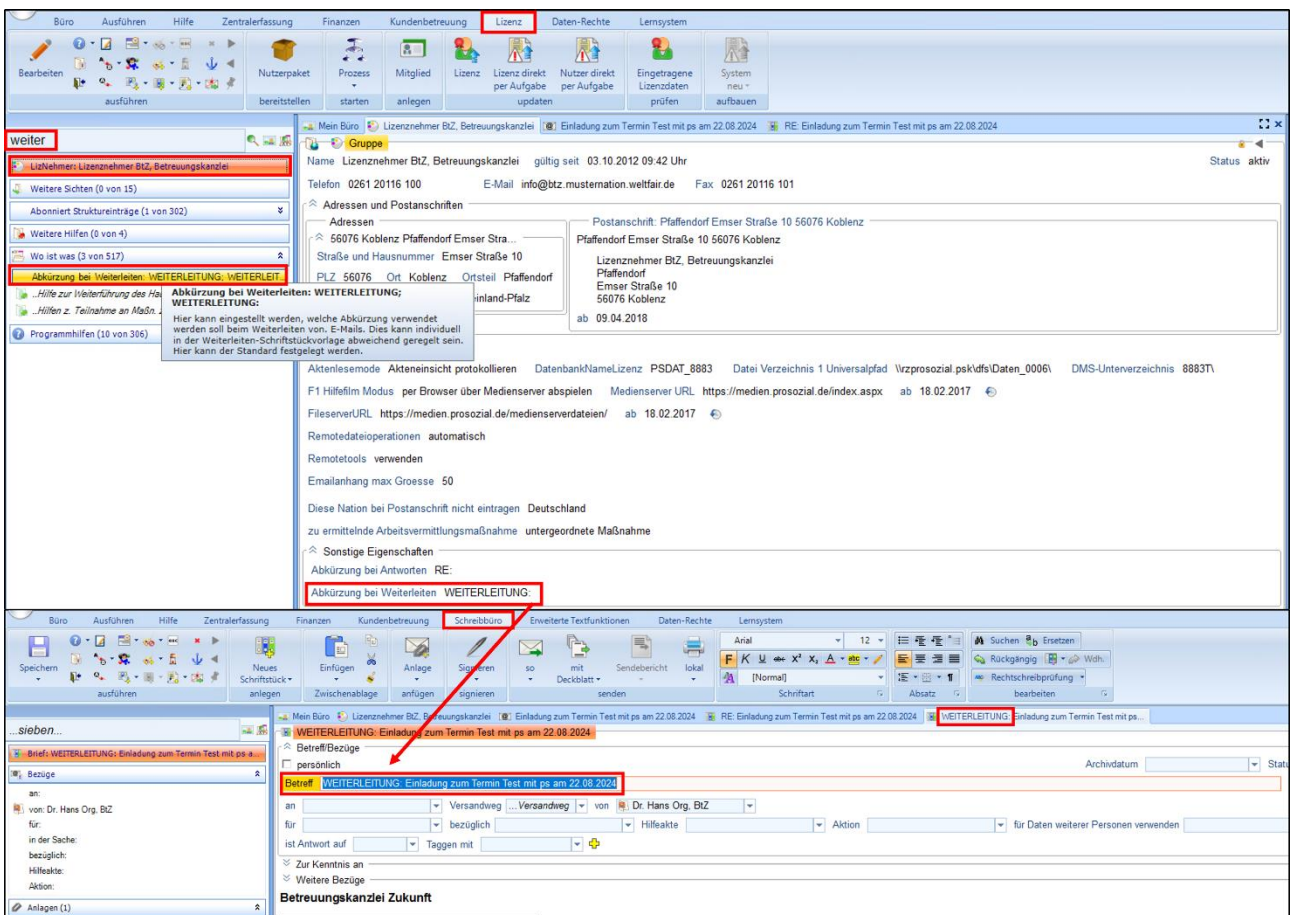 Büro Ausführen Hilfe Zentralerfassung Finanzen Kundenbetreuung Lizenz Daten-Rechte Lernsystem
Bearbeiten Nutzerpaket Prozess Mitglied Lizenz Lizenz direkt per Aufgabe Nutzer direkt per Aufgabe Eingetragene Lizenzdaten System neu
ausführen bereitstellen starten anlegen updaten prüfen aufbauen
Mein Büro Lizenznehmer BtZ, Betreuungskanzlei Einladung zum Termin Test mit ps am 22.08.2024 RE: Einladung zum Termin Test mit ps am 22.08.2024
weiter
LizNehmer: Lizenznehmer BtZ, Betreuungskanzlei
Weitere Sichten (0 von 15)
Abonniert Struktureinträge (1 von 302)
Weitere Hilfen (0 von 4)
Wo ist was (3 von 517)
Abkürzung bei Weiterleiten: WEITERLEITUNG; WEITERLEIT...
..Hilfe zur Weiterführung des Ha
..Hilfen z. Teilnahme an Maßn.
Programmhilfen (10 von 306)
Abkürzung bei Weiterleiten: WEITERLEITUNG;
WEITERLEITUNG:
Hier kann eingestellt werden, welche Abkürzung verwendet
werden soll beim Weiterleiten von. E-Mails. Dies kann individuell
in der Weiterleiten-Schriftstückvorlage abweichend geregelt sein.
Hier kann der Standard festgelegt werden.
Gruppe
Name Lizenznehmer BtZ, Betreuungskanzlei gültig seit 03.10.2012 09:42 Uhr Status aktiv
Telefon 0261 20116 100 E-Mail info@btz.musternation.weltfair.de Fax 0261 20116 101
Adressen und Postanschriften
Adressen
56076 Koblenz Pfaffendorf Emser Stra...
Straße und Hausnummer Emser Straße 10
PLZ 56076 Ort Koblenz Ortsteil Pfaffendorf
inland-Pfalz
Postanschrift: Pfaffendorf Emser Straße 10 56076 Koblenz
Pfaffendorf Emser Straße 10 56076 Koblenz
Lizenznehmer BtZ, Betreuungskanzlei
Pfaffendorf
Emser Straße 10
56076 Koblenz
ab 09.04.2018
Aktenlesemode Akteneinsicht protokollieren DatenbankNameLizenz PSDAT_8883 Datei Verzeichnis 1 Universalpfad \\rzprosozial.psk\dfs\Daten_0006\ DMS-Unterverzeichnis 8883T\
F1 Hilfefilm Modus per Browser über Medienserver abspielen Medienserver URL https://medien.prosozial.de/index.aspx ab 18.02.2017
FileserverURL https://medien.prosozial.de/medienserverdateien/ ab 18.02.2017
Remotedateioperationen automatisch
Remotetools verwenden
Emailanhang max Groesse 50
Diese Nation bei Postanschrift nicht eintragen Deutschland
zu ermittelnde Arbeitsvermittlungsmaßnahme untergeordnete Maßnahme
Sonstige Eigenschaften
Abkürzung bei Antworten RE:
Abkürzung bei Weiterleiten WEITERLEITUNG:
Büro Ausführen Hilfe Zentralerfassung Finanzen Kundenbetreuung Schreibbüro Erweiterte Textfunktionen Daten-Rechte Lernsystem
Speichern Neues Schriftstück Einfügen Anlage Signieren so mit Deckblatt Sendebericht lokal
Arial 12 Suchen Ersetzen
F K U abc X² X₂ A abc Rückgängig Wdh.
[Normal] Rechtschreibprüfung
ausführen anlegen Zwischenablage anfügen signieren senden Schriftart Absatz bearbeiten
Mein Büro Lizenznehmer BtZ, Betreuungskanzlei Einladung zum Termin Test mit ps am 22.08.2024 RE: Einladung zum Termin Test mit ps am 22.08.2024 WEITERLEITUNG: Einladung zum Termin Test mit ps...
...sieben...
Brief: WEITERLEITUNG: Einladung zum Termin Test mit ps a...
Bezüge
an:
von: Dr. Hans Org, BtZ
für:
in der Sache:
bezüglich:
Hilfeakte:
Aktion:
Anlagen (1)
WEITERLEITUNG: Einladung zum Termin Test mit ps am 22.08.2024
Betreff/Bezüge
persönlich Archivdatum Statu
Betreff WEITERLEITUNG: Einladung zum Termin Test mit ps am 22.08.2024
an Versandweg ...Versandweg von Dr. Hans Org, BtZ
für bezüglich Hilfeakte Aktion für Daten weiterer Personen verwenden
ist Antwort auf Taggen mit
Zur Kenntnis an
Weitere Bezüge
Betreuungskanzlei Zukunft